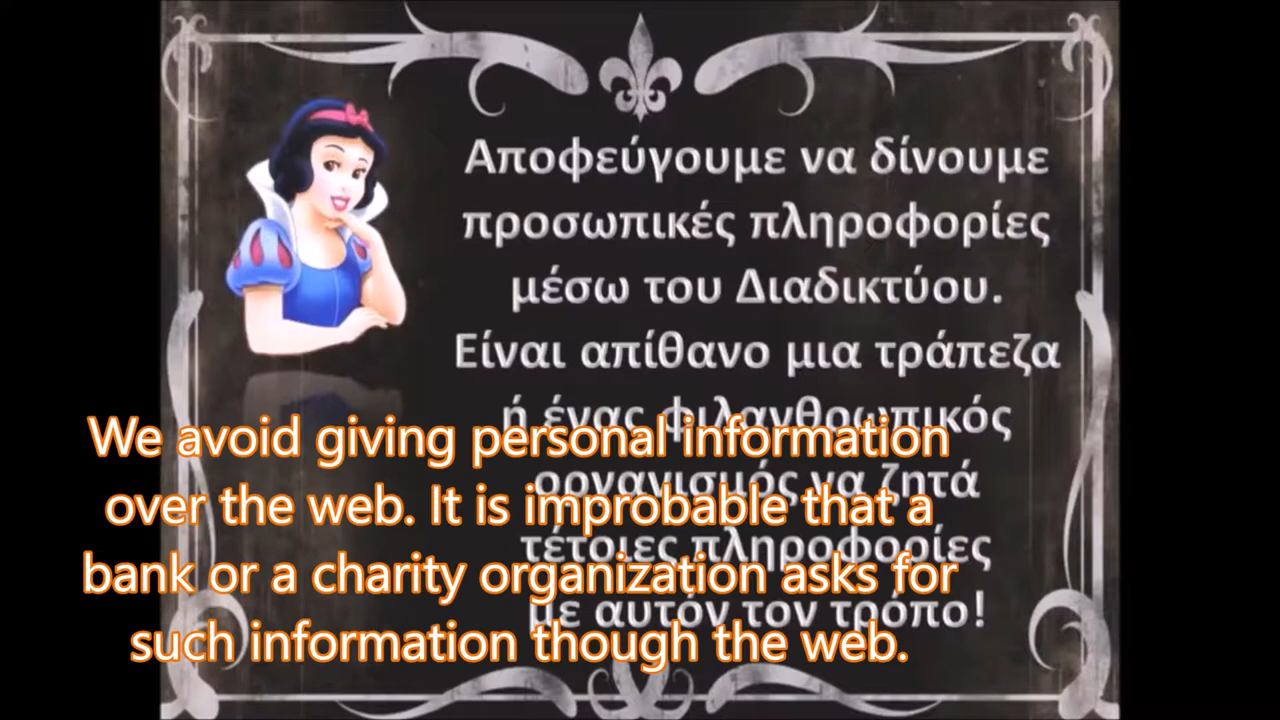 Αποφεύγουμε να δίνουμε
προσωπικές πληροφορίες
μέσω του Διαδικτύου.
Είναι απίθανο μια τράπεζα
ή ένας φιλανθρωπικός
οργανισμός να ζητά
τέτοιες πληροφορίες
με αυτόν τον τρόπο!
We avoid giving personal information
over the web. It is improbable that a
bank or a charity organization asks for
such information though the web.